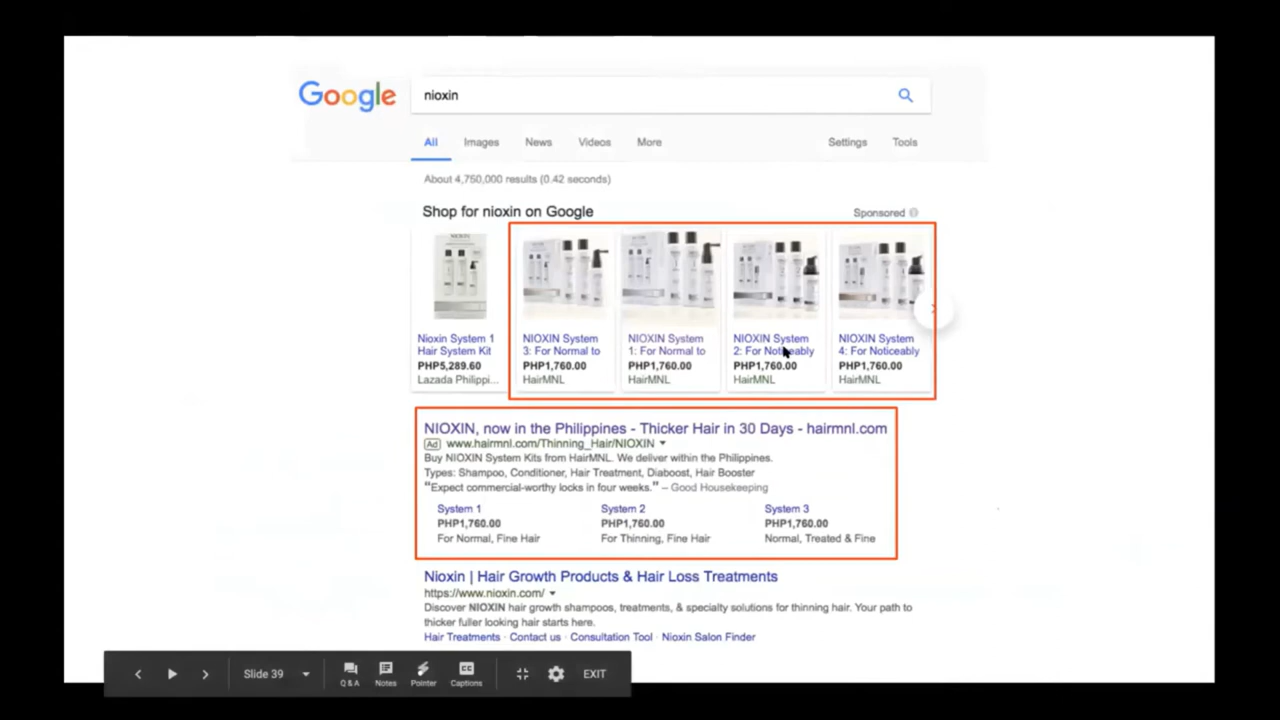 Google nioxin
All Images News Videos More Settings Tools
About 4,760,000 results (0.42 seconds)
Shop for nioxin on Google Sponsored
Nioxin System 1
Hair System Kit
PHP5,289.60
Lazada Philippi...
NIOXIN System
3: For Normal to
PHP1,760.00
HairMNL
NIOXIN System
1: For Normal to
PHP1,760.00
HairMNL
NIOXIN System
2: For Noticeably
PHP1,760.00
HairMNL
NIOXIN System
4: For Noticeably
PHP1,760.00
HairMNL
NIOXIN, now in the Philippines - Thicker Hair in 30 Days - hairmnl.com
Ad www.hairmnl.com/Thinning_Hair/NIOXIN
Buy NIOXIN System Kits from HairMNL. We deliver within the Philippines.
Types: Shampoo, Conditioner, Hair Treatment, Diaboost, Hair Booster
"Expect commercial-worthy locks in four weeks." – Good Housekeeping
System 1 System 2 System 3
PHP1,760.00 PHP1,760.00 PHP1,760.00
For Normal, Fine Hair For Thinning, Fine Hair Normal, Treated & Fine
Nioxin | Hair Growth Products & Hair Loss Treatments
https://www.nioxin.com/
Discover NIOXIN hair growth shampoos, treatments, & specialty solutions for thinning hair. Your path to
thicker fuller looking hair starts here.
Hair Treatments · Contact us · Consultation Tool · Nioxin Salon Finder
Slide 39 Q & A Notes Pointer CC Captions EXIT